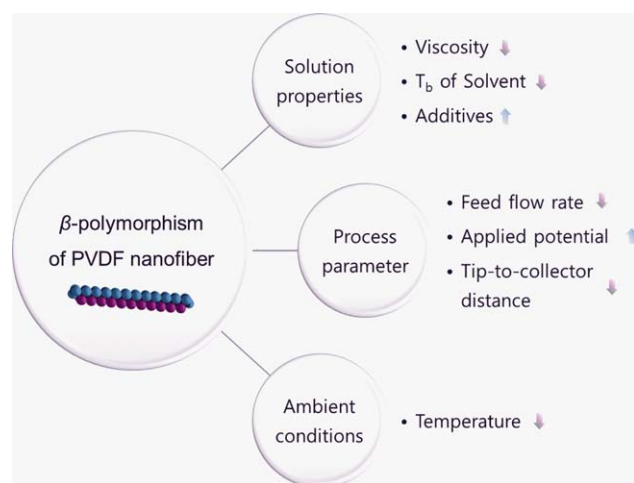 β-polymorphism
of PVDF nanofiber
Solution
properties
• Viscosity ↓
• Tb of Solvent ↓
• Additives ↑
Process
parameter
• Feed flow rate ↓
• Applied potential ↑
• Tip-to-collector
distance ↓
Ambient
conditions
• Temperature ↓